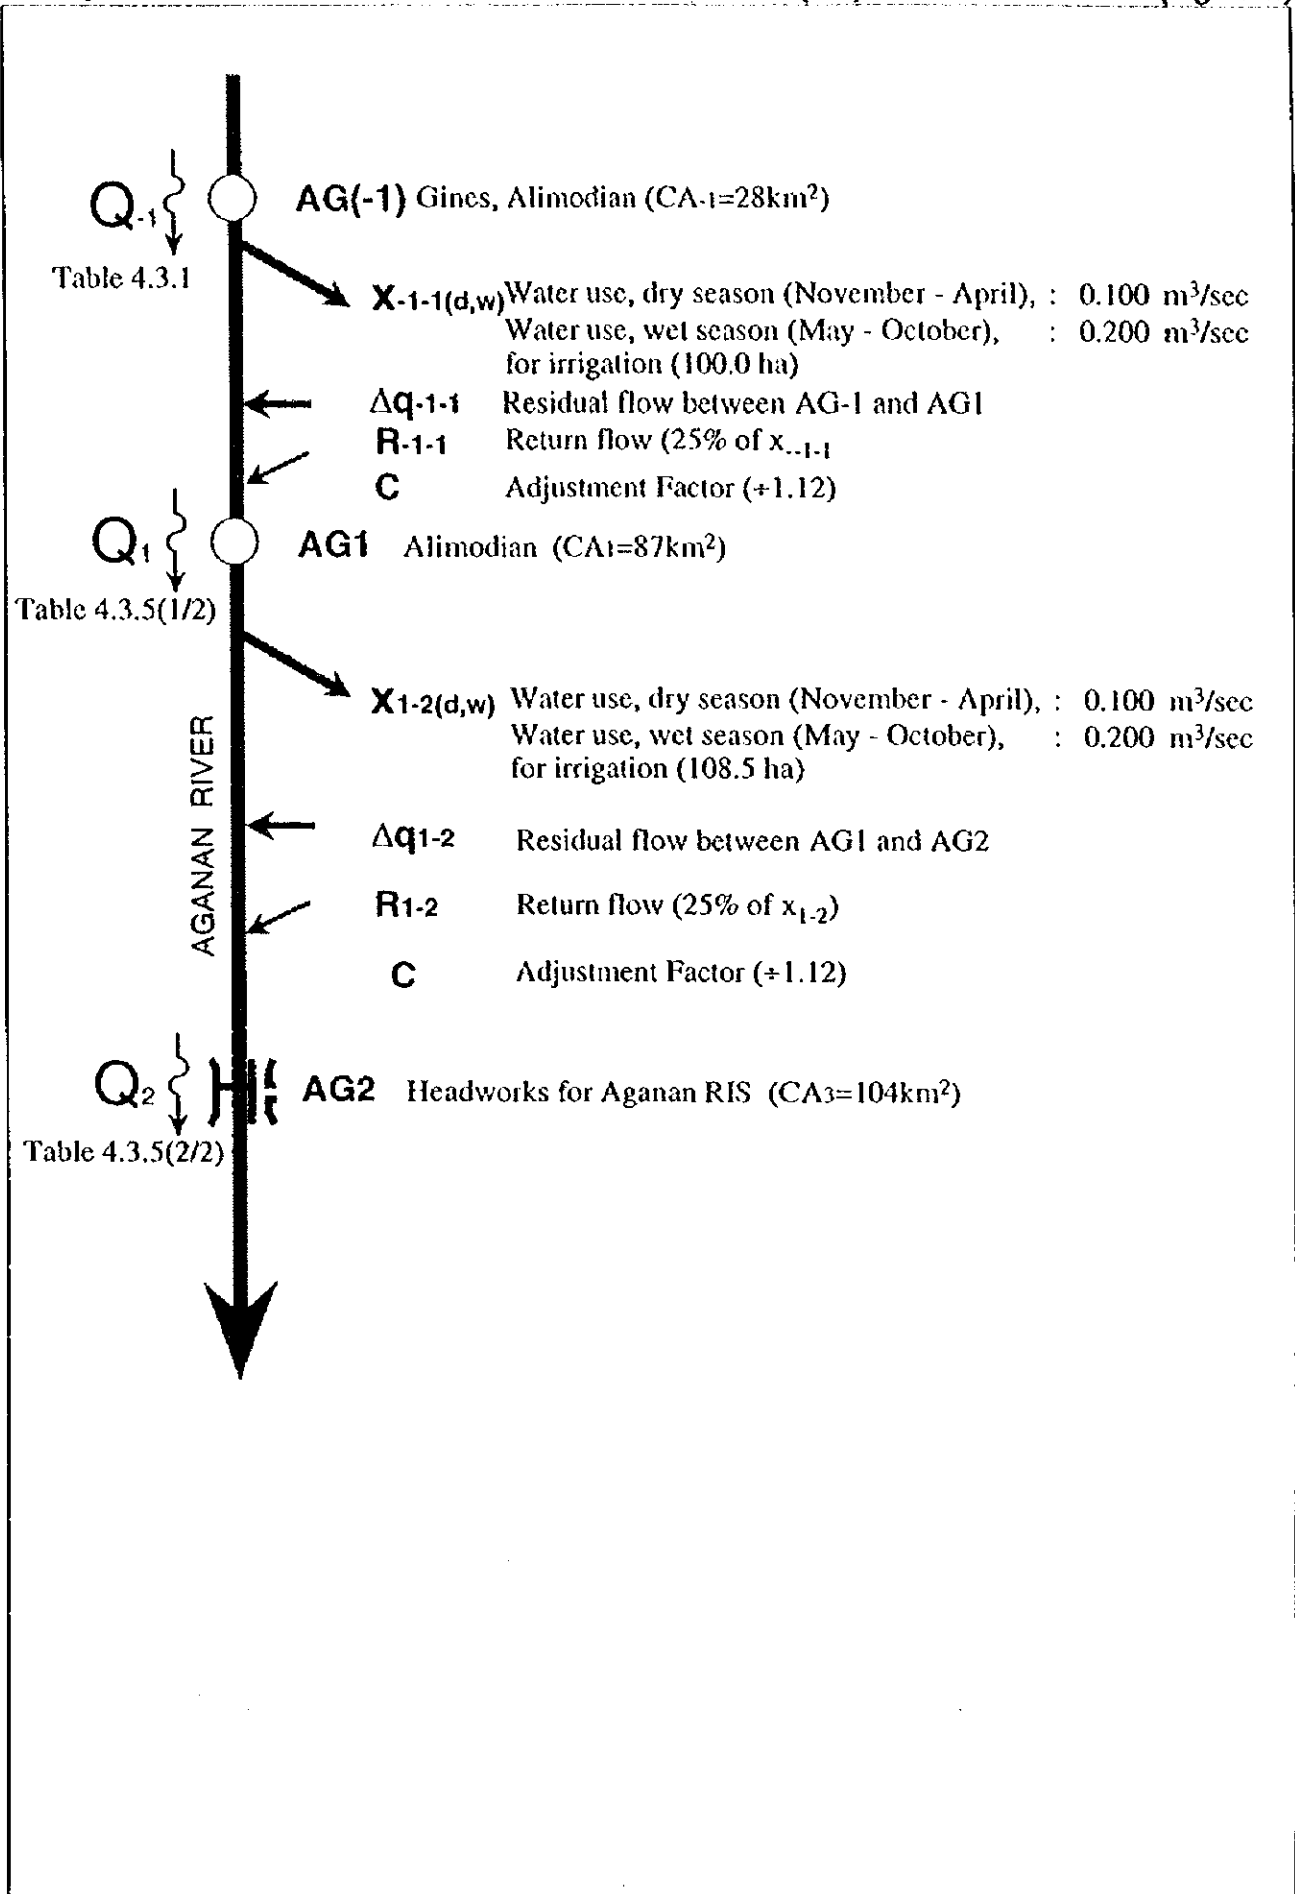 Q-1 AG(-1) Gines, Alimodian (CA-1=28km²)
Table 4.3.1
X-1-1(d,w) Water use, dry season (November - April), : 0.100 m³/sec
Water use, wet season (May - October), : 0.200 m³/sec
for irrigation (100.0 ha)
Δq-1-1 Residual flow between AG-1 and AG1
R-1-1 Return flow (25% of x-1-1
C Adjustment Factor (÷1.12)
Q1 AG1 Alimodian (CA1=87km²)
Table 4.3.5(1/2)
X1-2(d,w) Water use, dry season (November - April), : 0.100 m³/sec
Water use, wet season (May - October), : 0.200 m³/sec
for irrigation (108.5 ha)
AGANAN RIVER
Δq1-2 Residual flow between AG1 and AG2
R1-2 Return flow (25% of x1-2)
C Adjustment Factor (÷1.12)
Q2 AG2 Headworks for Aganan RIS (CA3=104km²)
Table 4.3.5(2/2)